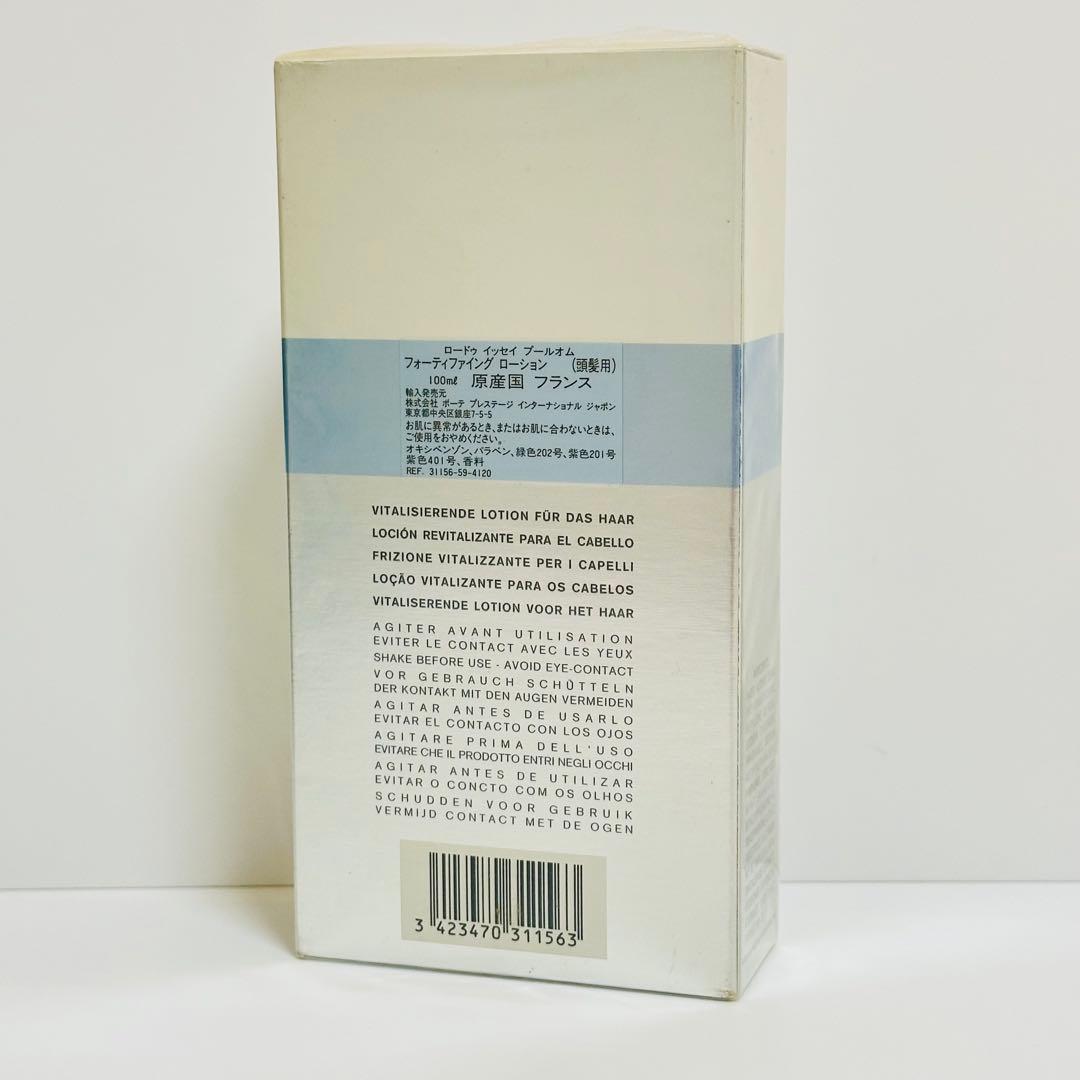 ロードゥ イッセイ プールオム
フォーティファイング ローション (頭髪用)
100mℓ 原産国 フランス
輸入発売元
株式会社 ボーテ プレステージ インターナショナル ジャポン
東京都中央区銀座7-5-5
お肌に異常があるとき、またはお肌に合わないときは、
ご使用をおやめください。
オキシベンゾン、パラベン、緑色202号、紫色201号
紫色401号、香料
REF. 31156-59-4120
VITALISIERENDE LOTION FÜR DAS HAAR
LOCIÓN REVITALIZANTE PARA EL CABELLO
FRIZIONE VITALIZZANTE PER I CAPELLI
LOÇÃO VITALIZANTE PARA OS CABELOS
VITALISERENDE LOTION VOOR HET HAAR
AGITER AVANT UTILISATION
EVITER LE CONTACT AVEC LES YEUX
SHAKE BEFORE USE - AVOID EYE-CONTACT
VOR GEBRAUCH SCHÜTTELN
DER KONTAKT MIT DEN AUGEN VERMEIDEN
AGITAR ANTES DE USARLO
EVITAR EL CONTACTO CON LOS OJOS
AGITARE PRIMA DELL'USO
EVITARE CHE IL PRODOTTO ENTRI NEGLI OCCHI
AGITAR ANTES DE UTILIZAR
EVITAR O CONCTO COM OS OLHOS
SCHUDDEN VOOR GEBRUIK
VERMIJD CONTACT MET DE OGEN
3 423470 311563